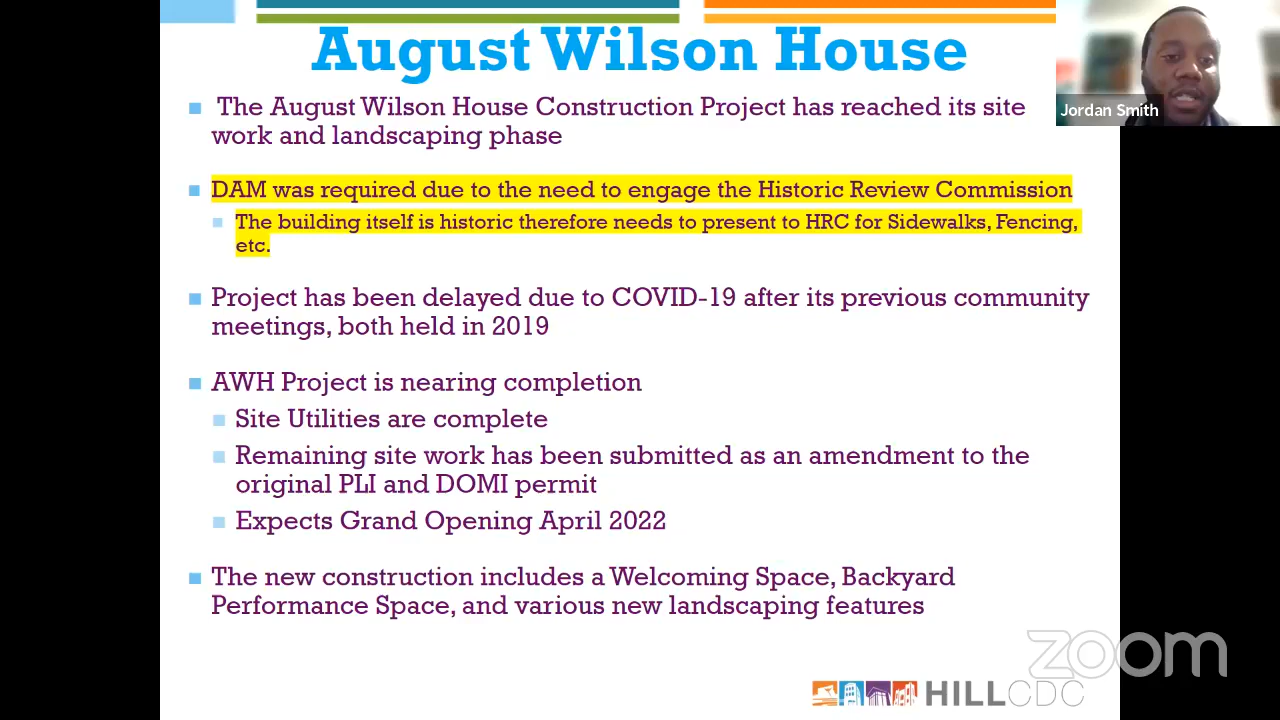 August Wilson House
Jordan Smith
The August Wilson House Construction Project has reached its site
work and landscaping phase
DAM was required due to the need to engage the Historic Review Commission
The building itself is historic therefore needs to present to HRC for Sidewalks, Fencing,
etc.
Project has been delayed due to COVID-19 after its previous community
meetings, both held in 2019
AWH Project is nearing completion
Site Utilities are complete
Remaining site work has been submitted as an amendment to the
original PLI and DOMI permit
Expects Grand Opening April 2022
The new construction includes a Welcoming Space, Backyard
Performance Space, and various new landscaping features
zoom
HILLCDC